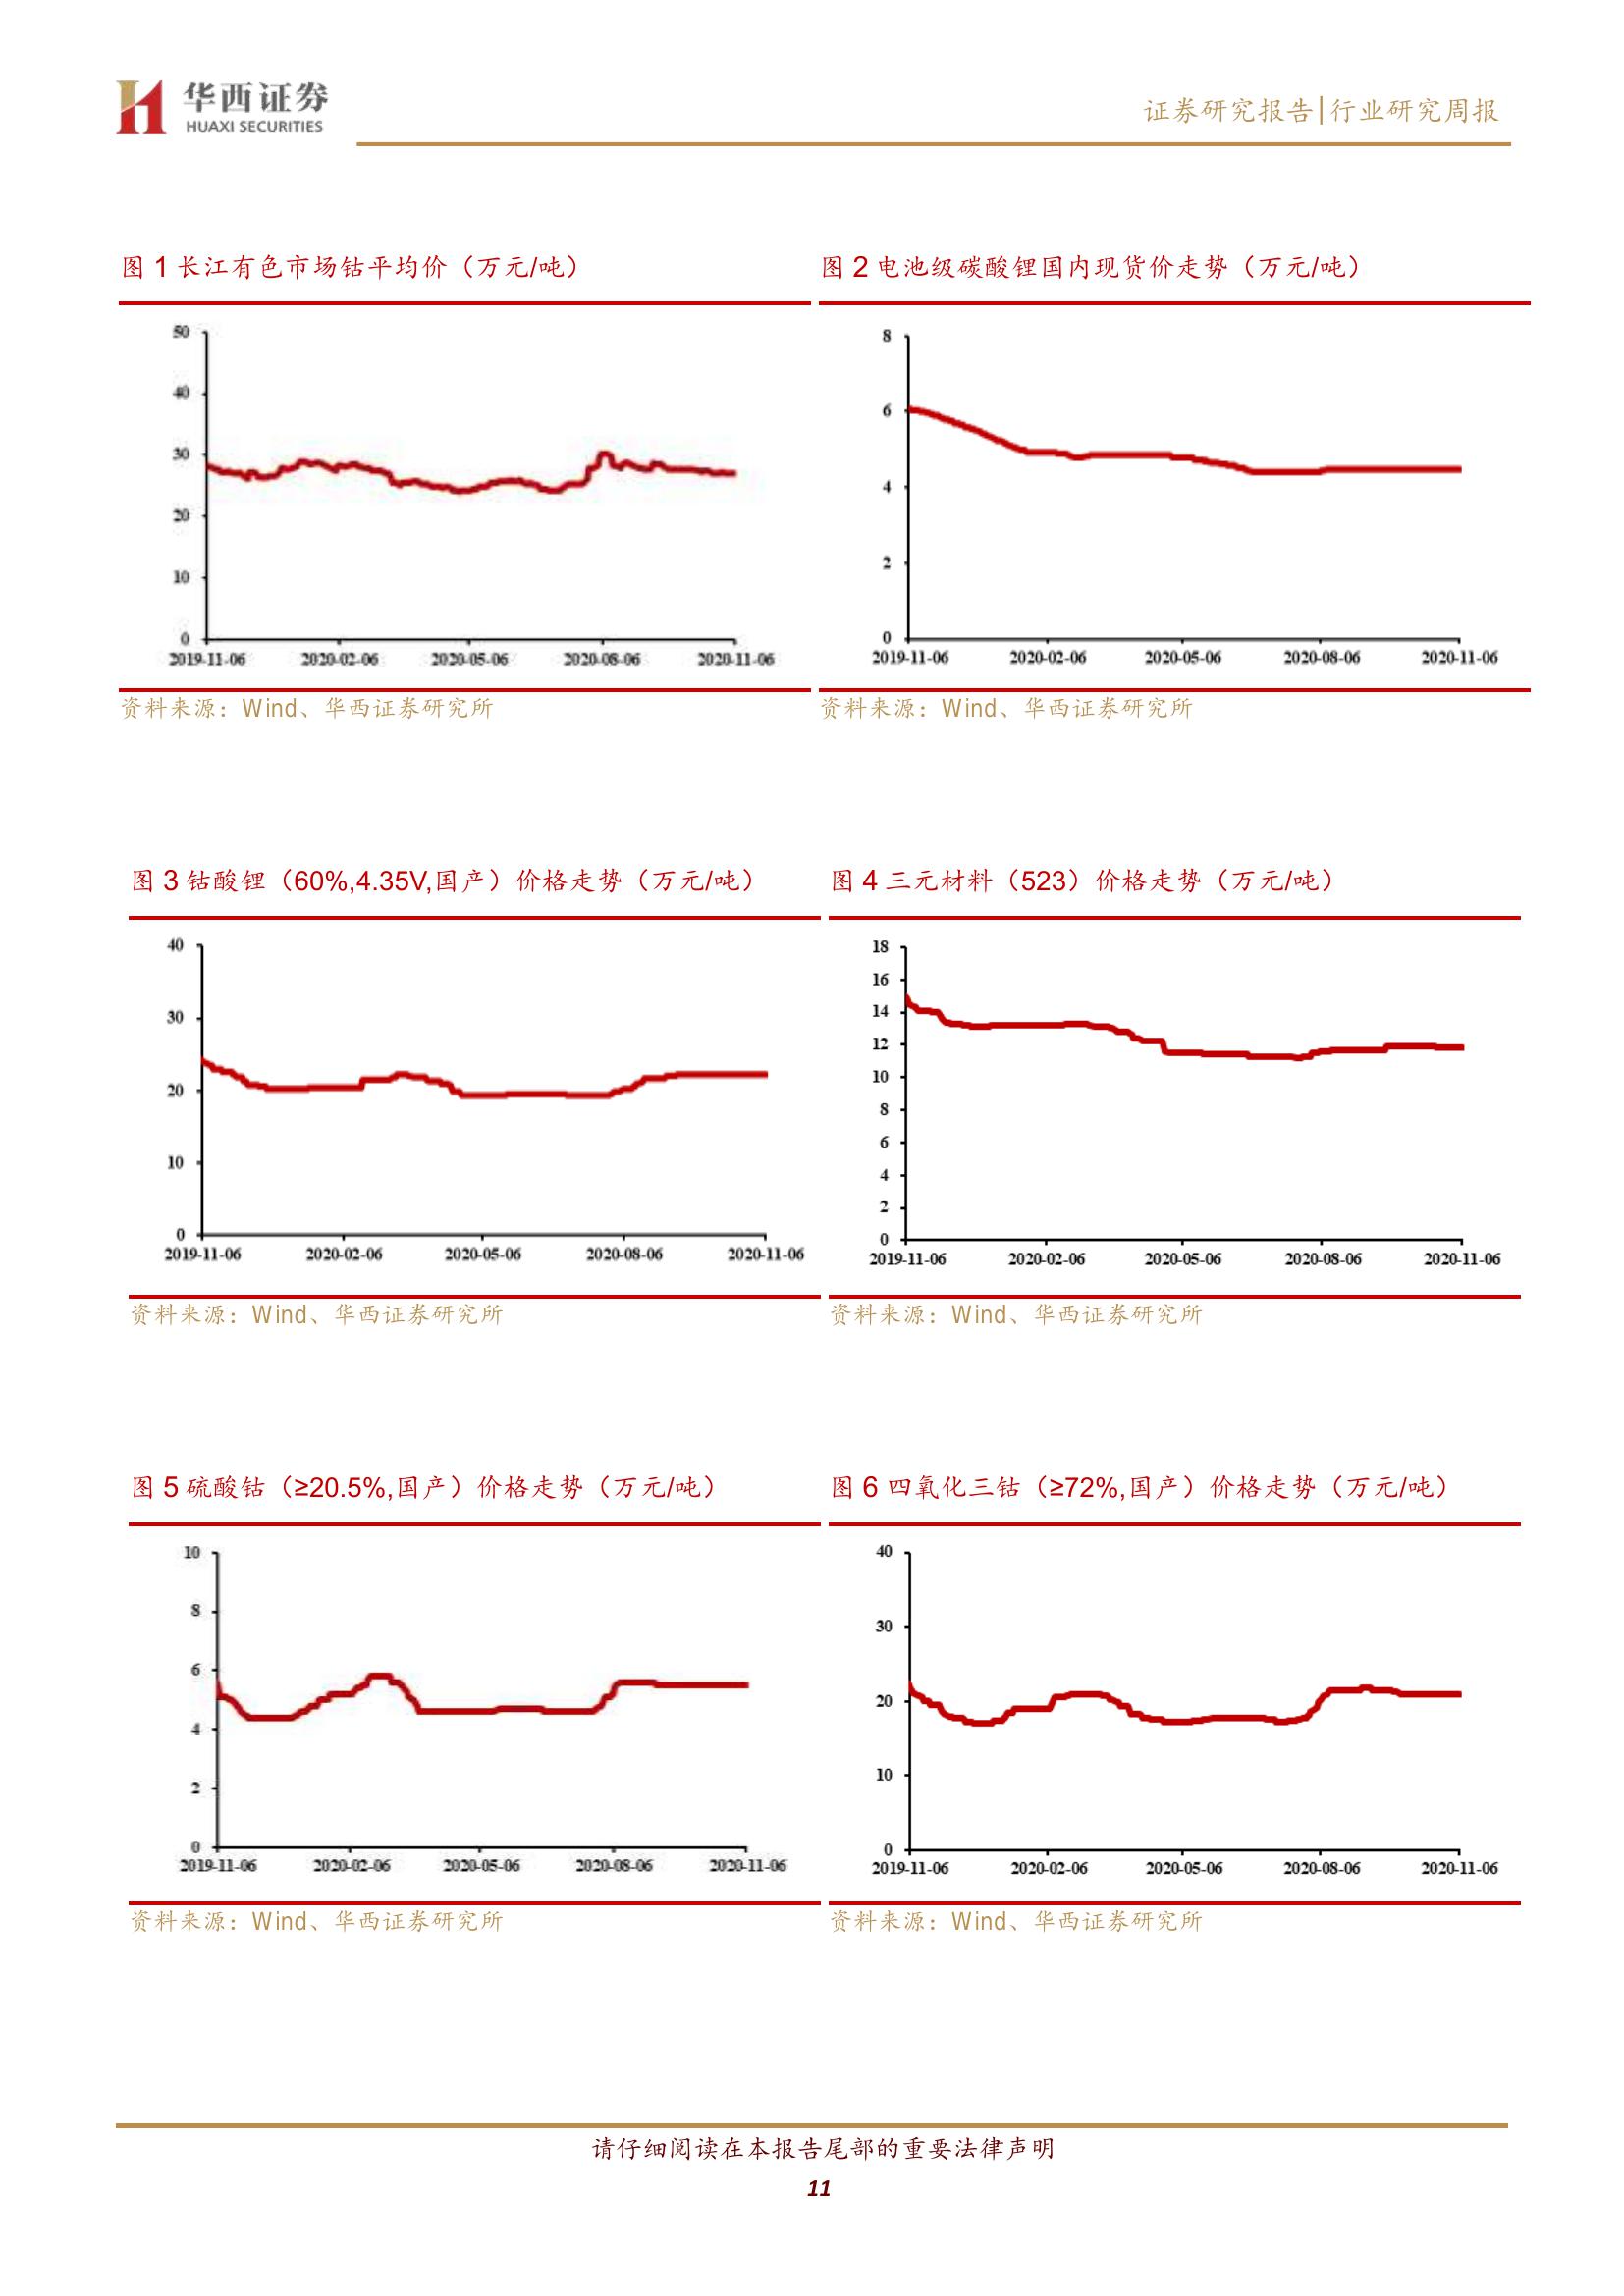 华西证券
HUAXI SECURITIES
证券研究报告|行业研究周报
图 1 长江有色市场钴平均价（万元/吨）
50
40
30
20
10
0
2019-11-06 2020-02-06 2020-05-06 2020-08-06 2020-11-06
资料来源：Wind、华西证券研究所
图 2 电池级碳酸锂国内现货价走势（万元/吨）
8
6
4
2
0
2019-11-06 2020-02-06 2020-05-06 2020-08-06 2020-11-06
资料来源：Wind、华西证券研究所
图 3 钴酸锂（60%,4.35V,国产）价格走势（万元/吨）
40
30
20
10
0
2019-11-06 2020-02-06 2020-05-06 2020-08-06 2020-11-06
资料来源：Wind、华西证券研究所
图 4 三元材料（523）价格走势（万元/吨）
18
16
14
12
10
8
6
4
2
0
2019-11-06 2020-02-06 2020-05-06 2020-08-06 2020-11-06
资料来源：Wind、华西证券研究所
图 5 硫酸钴（≥20.5%,国产）价格走势（万元/吨）
10
8
6
4
2
0
2019-11-06 2020-02-06 2020-05-06 2020-08-06 2020-11-06
资料来源：Wind、华西证券研究所
图 6 四氧化三钴（≥72%,国产）价格走势（万元/吨）
40
30
20
10
0
2019-11-06 2020-02-06 2020-05-06 2020-08-06 2020-11-06
资料来源：Wind、华西证券研究所
请仔细阅读在本报告尾部的重要法律声明
11